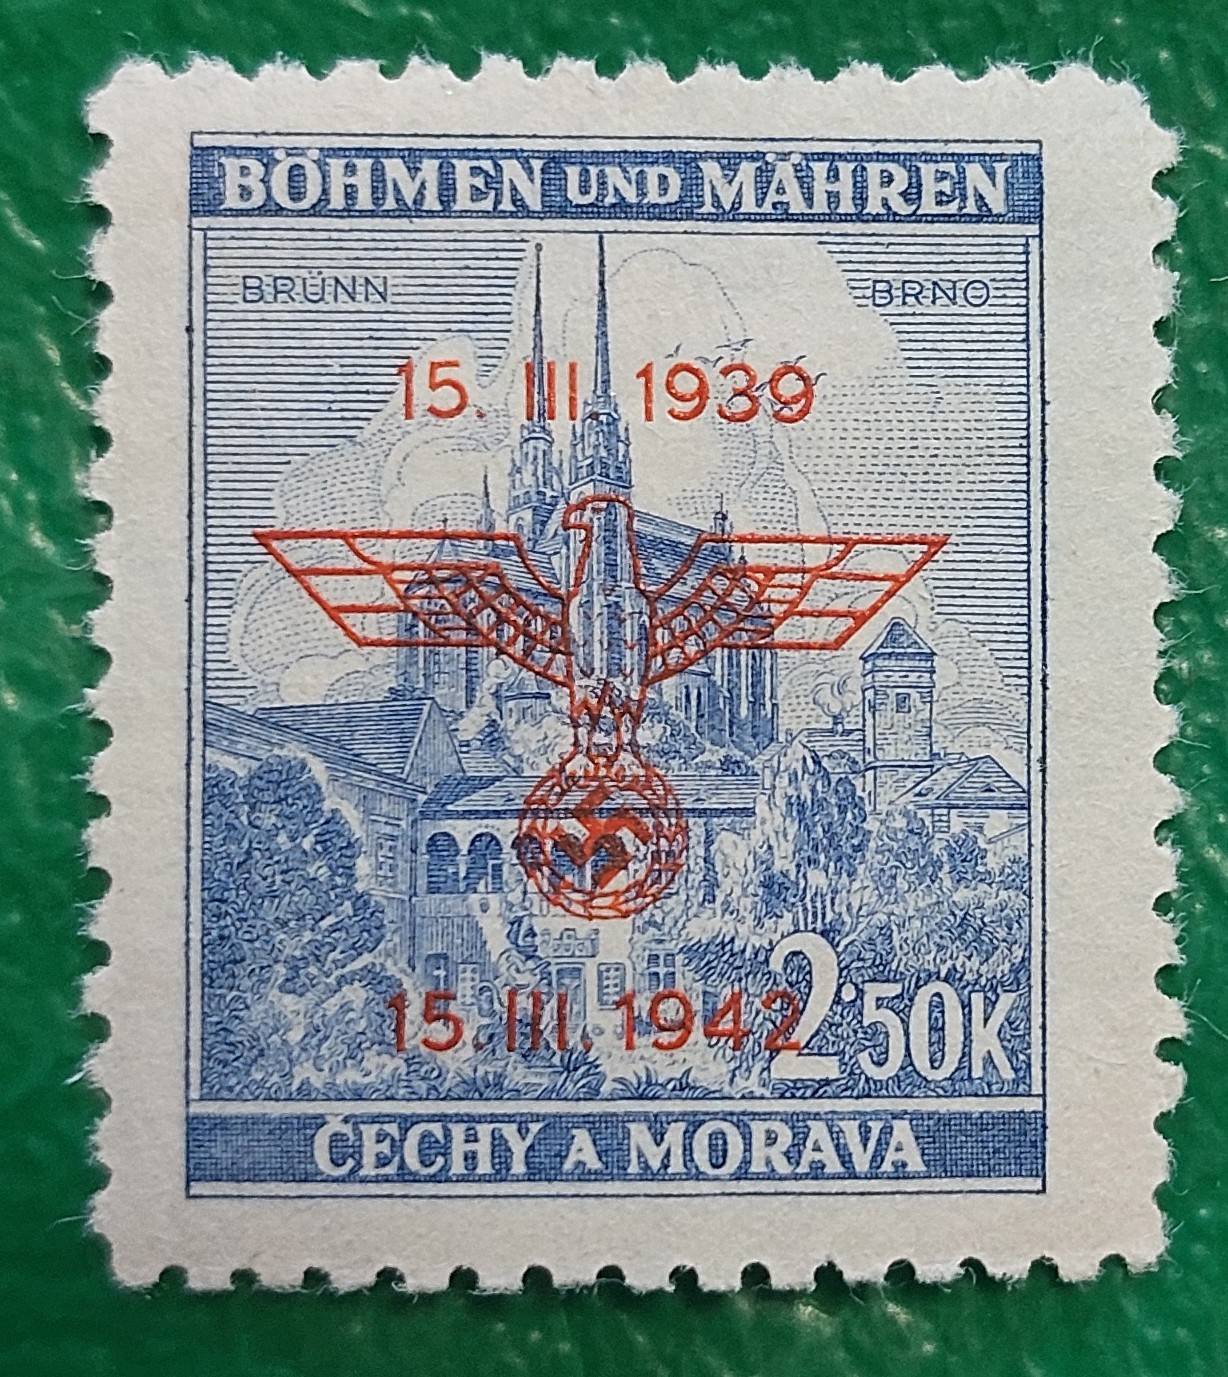 BÖHMEN UND MÄHREN
BRÜNN BRNO
15. III. 1939
15. III. 1942
2.50K
ČECHY A MORAVA